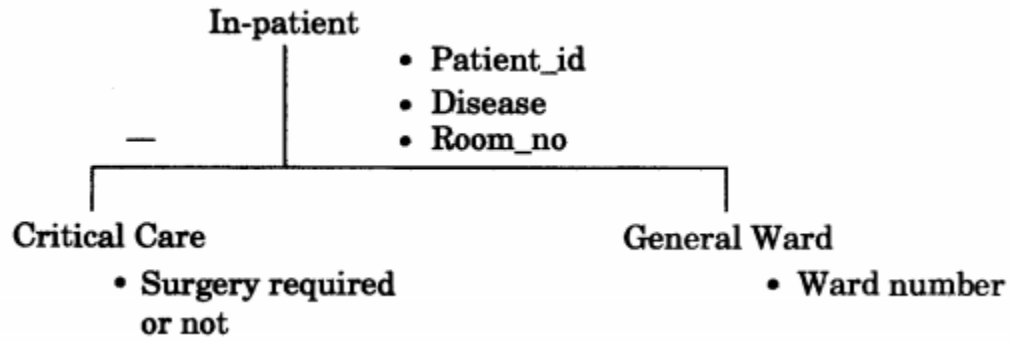 In-patient
• Patient_id
• Disease
• Room_no
Critical Care
• Surgery required
or not
General Ward
• Ward number